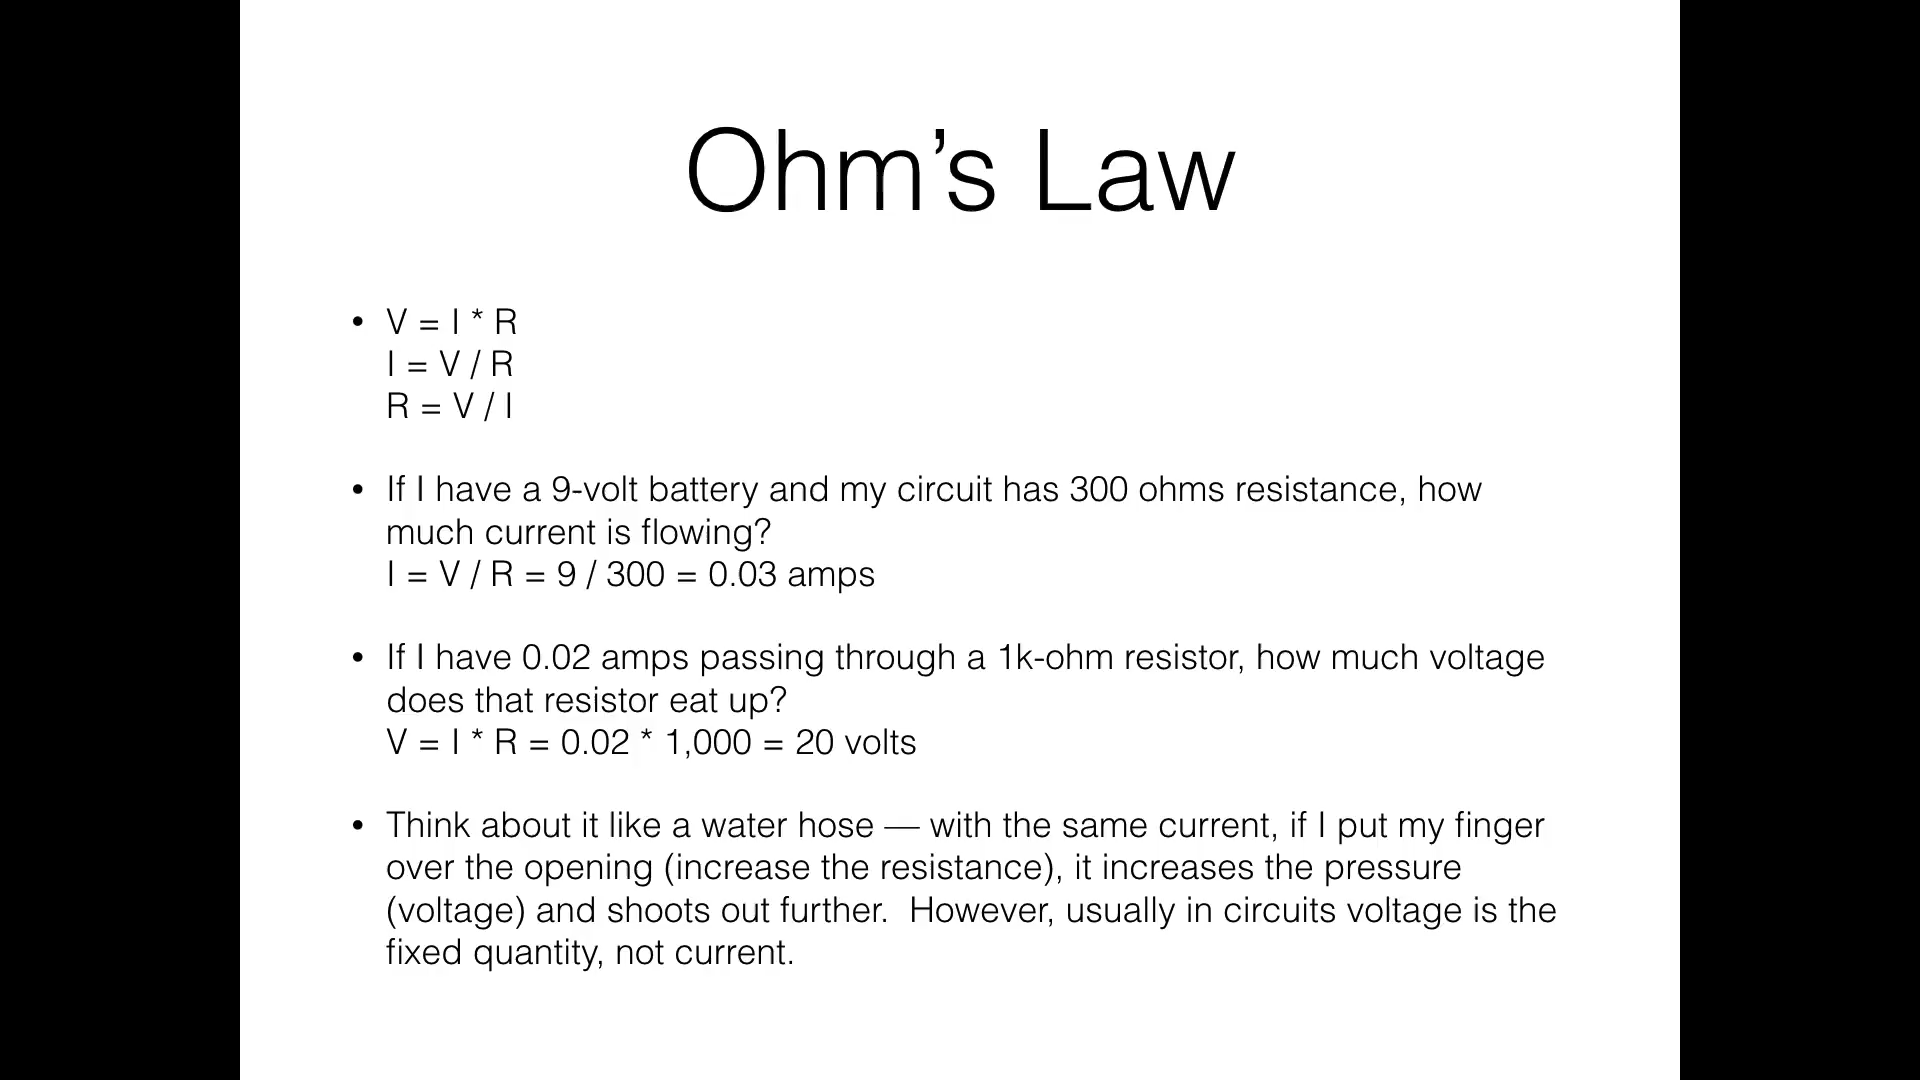 Ohm’s Law
• V = I * R
I = V / R
R = V / I
• If I have a 9-volt battery and my circuit has 300 ohms resistance, how
much current is flowing?
I = V / R = 9 / 300 = 0.03 amps
• If I have 0.02 amps passing through a 1k-ohm resistor, how much voltage
does that resistor eat up?
V = I * R = 0.02 * 1,000 = 20 volts
• Think about it like a water hose — with the same current, if I put my finger
over the opening (increase the resistance), it increases the pressure
(voltage) and shoots out further.  However, usually in circuits voltage is the
fixed quantity, not current.